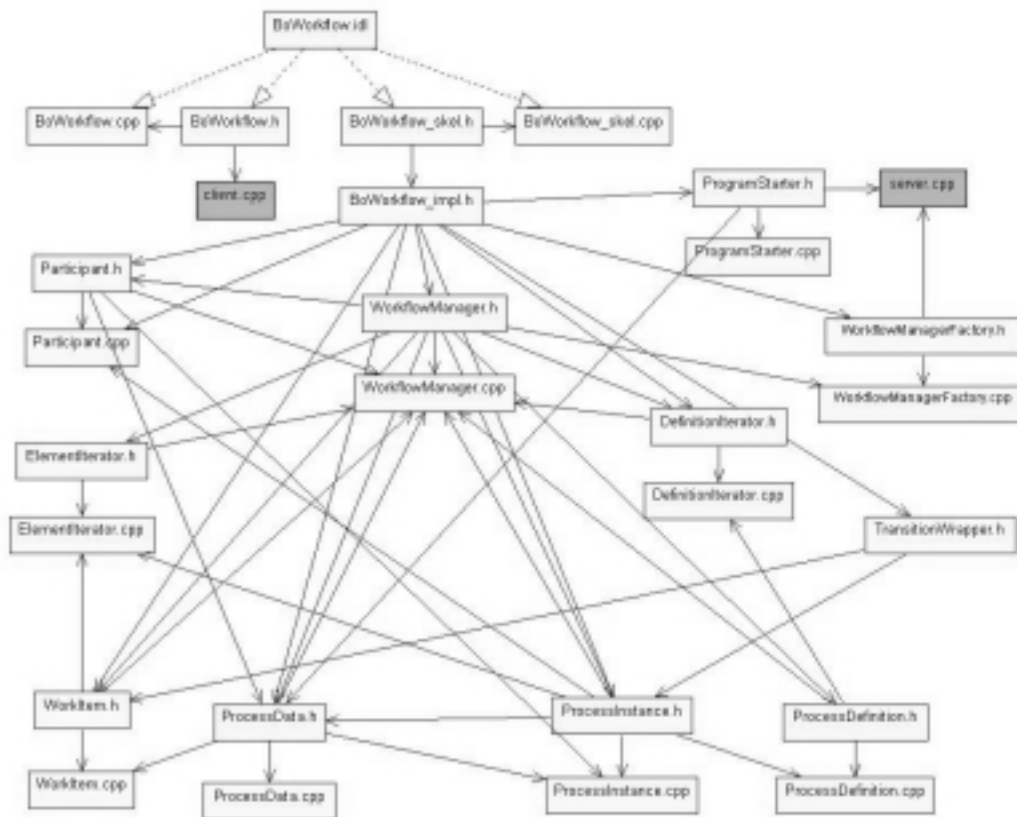 BoWorkflow.idl
BoWorkflow.cpp
BoWorkflow.h
BoWorkflow_skel.h
BoWorkflow_skel.cpp
client.cpp
BoWorkflow_impl.h
ProgramStarter.h
server.cpp
ProgramStarter.cpp
Participant.h
WorkflowManager.h
WorkflowManagerFactory.h
Participant.cpp
WorkflowManager.cpp
WorkflowManagerFactory.cpp
DefinitionIterator.h
ElementIterator.h
DefinitionIterator.cpp
ElementIterator.cpp
TransitionWrapper.h
WorkItem.h
ProcessData.h
ProcessInstance.h
ProcessDefinition.h
WorkItem.cpp
ProcessData.cpp
ProcessInstance.cpp
ProcessDefinition.cpp